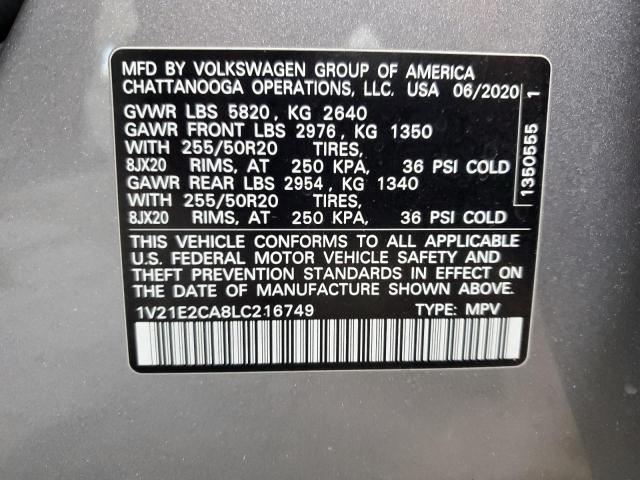 MFD BY VOLKSWAGEN GROUP OF AMERICA
CHATTANOOGA OPERATIONS, LLC. USA 06/2020
GVWR LBS 5820, KG 2640
GAWR FRONT LBS 2976, KG 1350
WITH 255/50R20 TIRES,
8JX20 RIMS, AT 250 KPA, 36 PSI COLD
GAWR REAR LBS 2954, KG 1340
WITH 255/50R20 TIRES,
8JX20 RIMS, AT 250 KPA, 36 PSI COLD
THIS VEHICLE CONFORMS TO ALL APPLICABLE
U.S. FEDERAL MOTOR VEHICLE SAFETY AND
THEFT PREVENTION STANDARDS IN EFFECT ON
THE DATE OF MANUFACTURE SHOWN ABOVE.
1V21E2CA8LC216749 TYPE: MPV
1350555 1